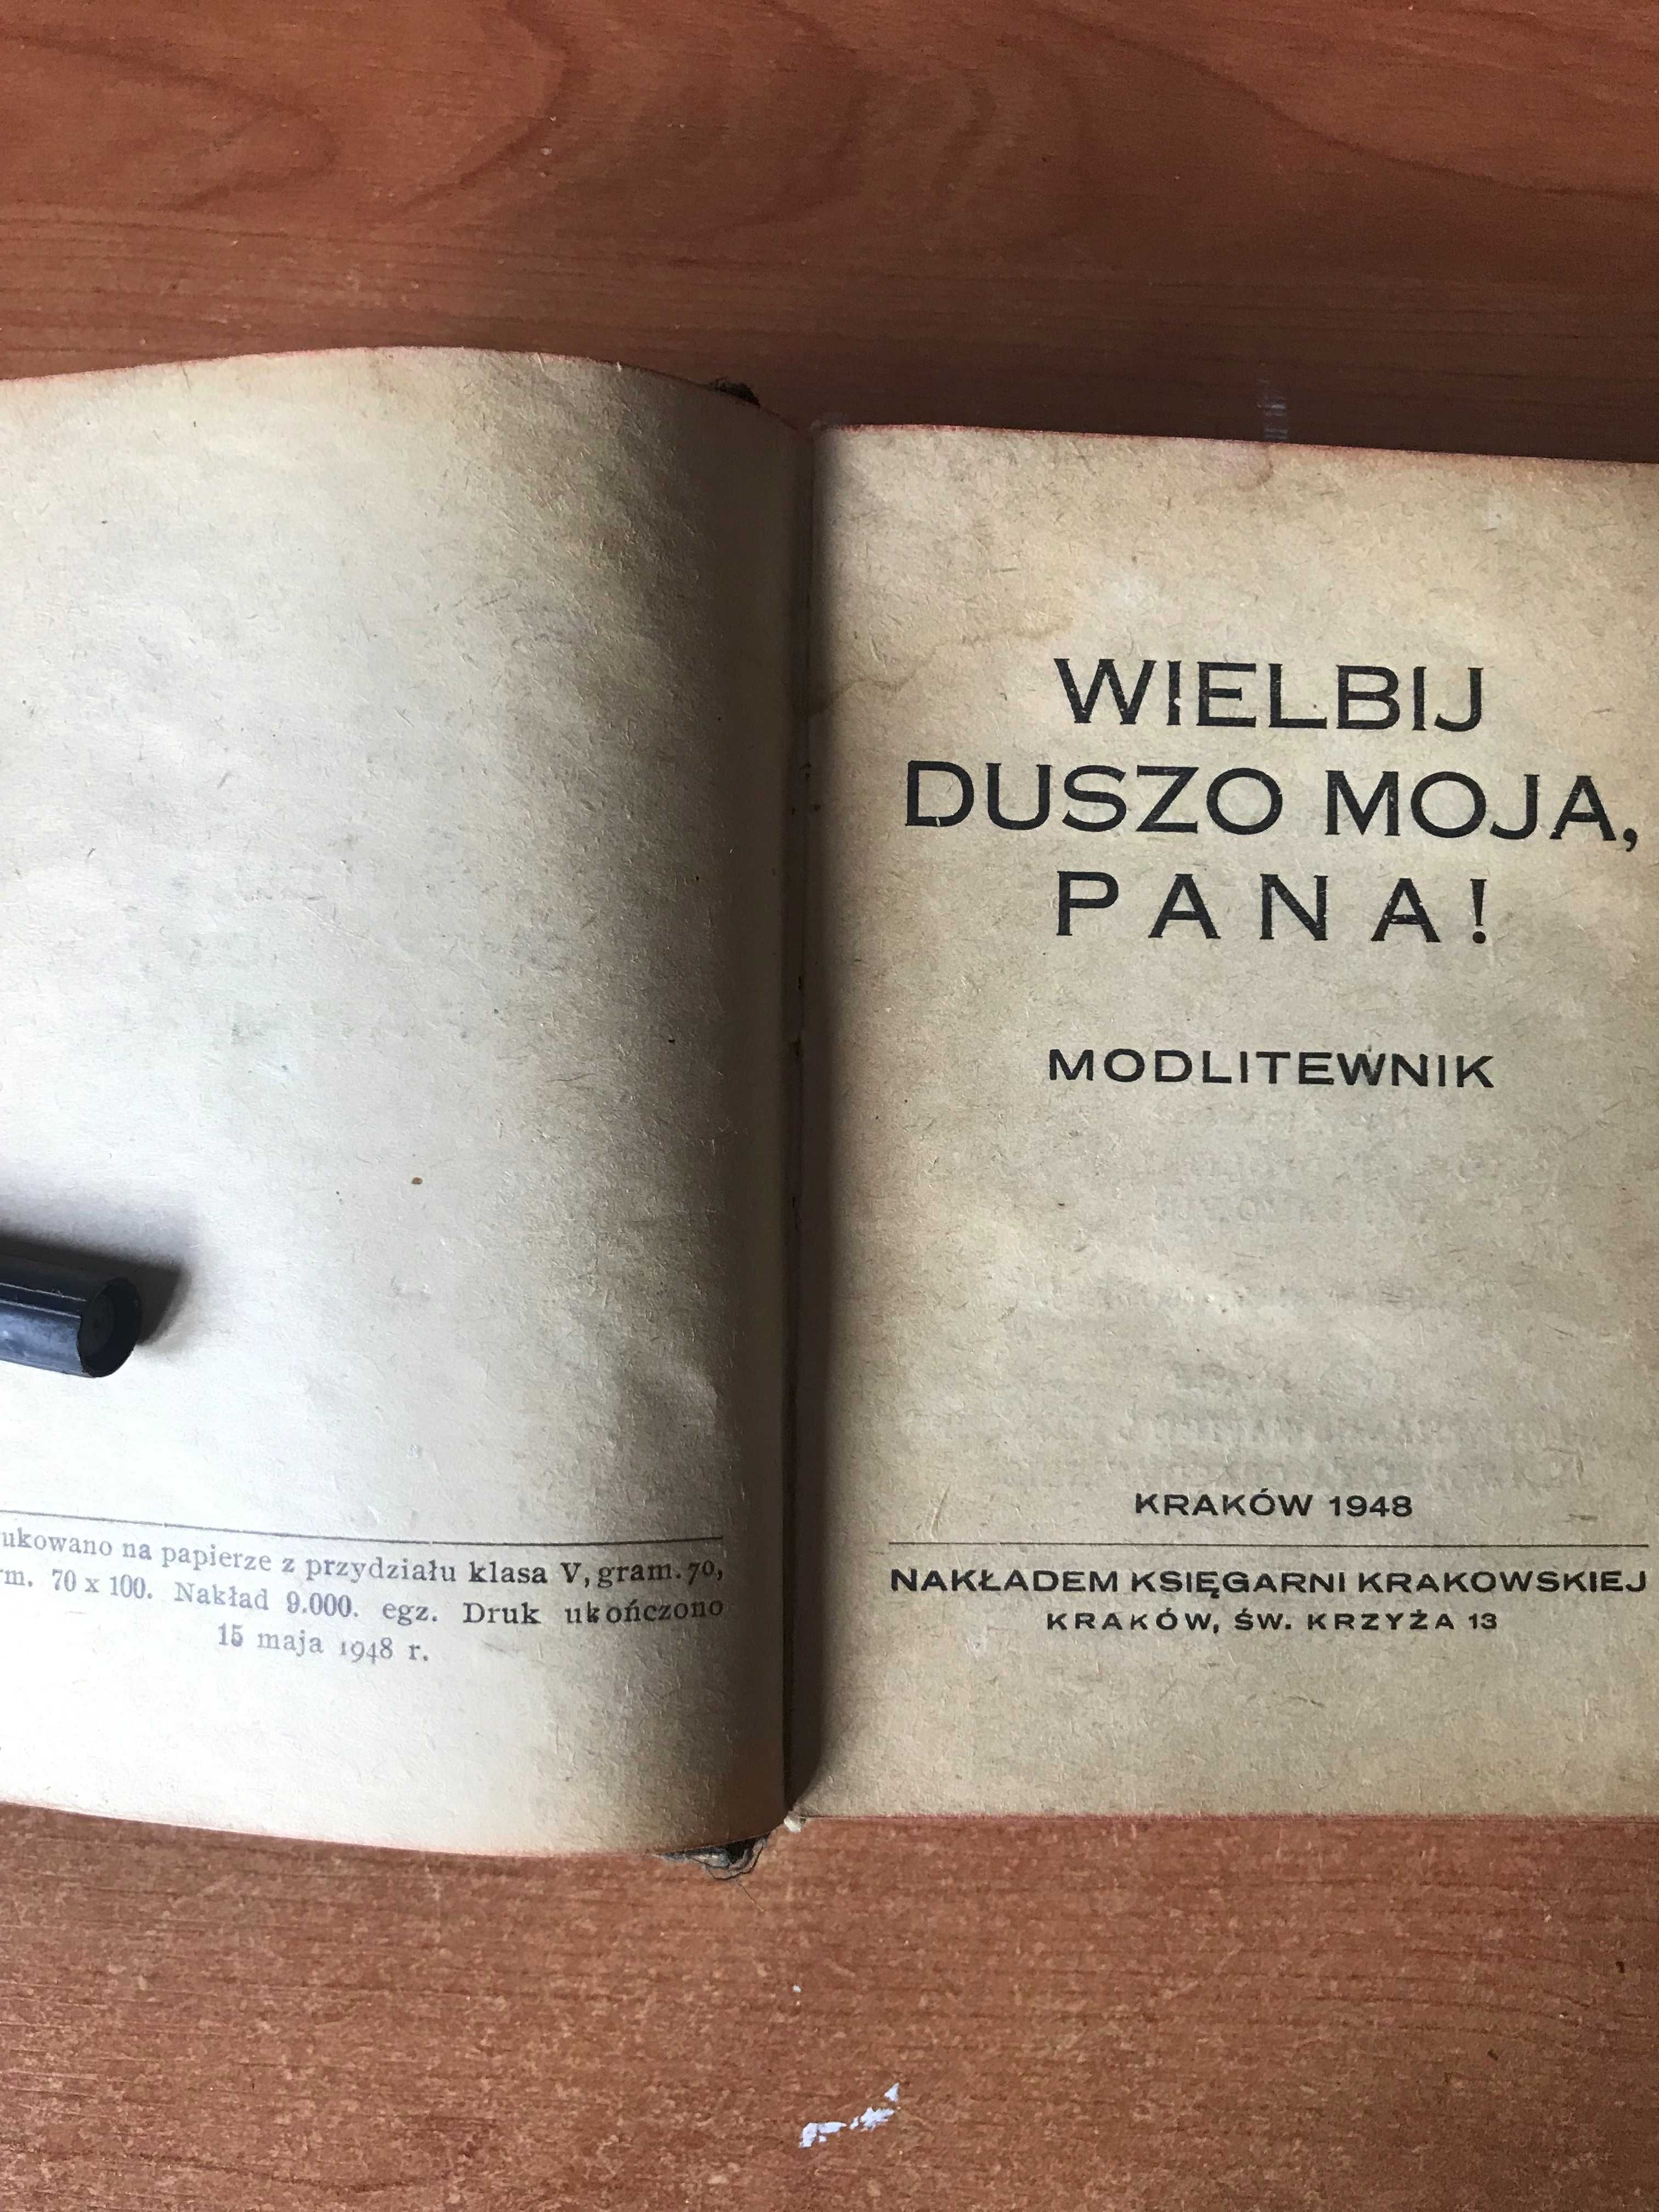 ukowano na papierze z przydziału klasa V, gram. 70,
rm. 70 x 100. Nakład 9.000. egz. Druk ukończono
15 maja 1948 r.
WIELBIJ
DUSZO MOJA,
PANA!
MODLITEWNIK
KRAKÓW 1948
NAKŁADEM KSIĘGARNI KRAKOWSKIEJ
KRAKÓW, ŚW. KRZYŻA 13